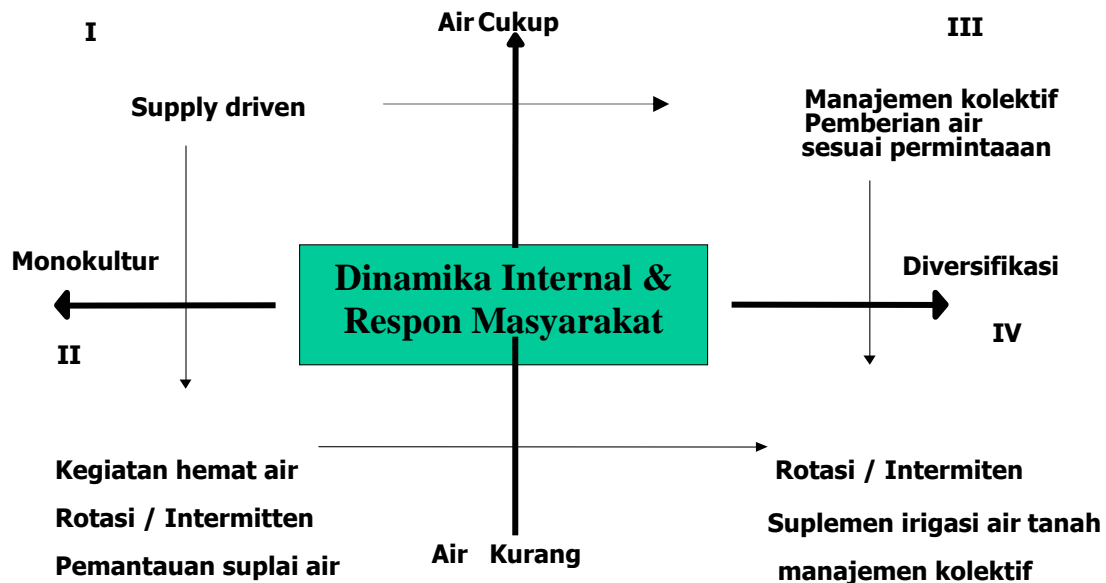 I
Air Cukup
III
Supply driven
Manajemen kolektif
Pemberian air
sesuai permintaaan
Monokultur
Dinamika Internal &
Respon Masyarakat
Diversifikasi
II
IV
Kegiatan hemat air
Rotasi / Intermitten
Pemantauan suplai air
Air Kurang
Rotasi / Intermiten
Suplemen irigasi air tanah
manajemen kolektif